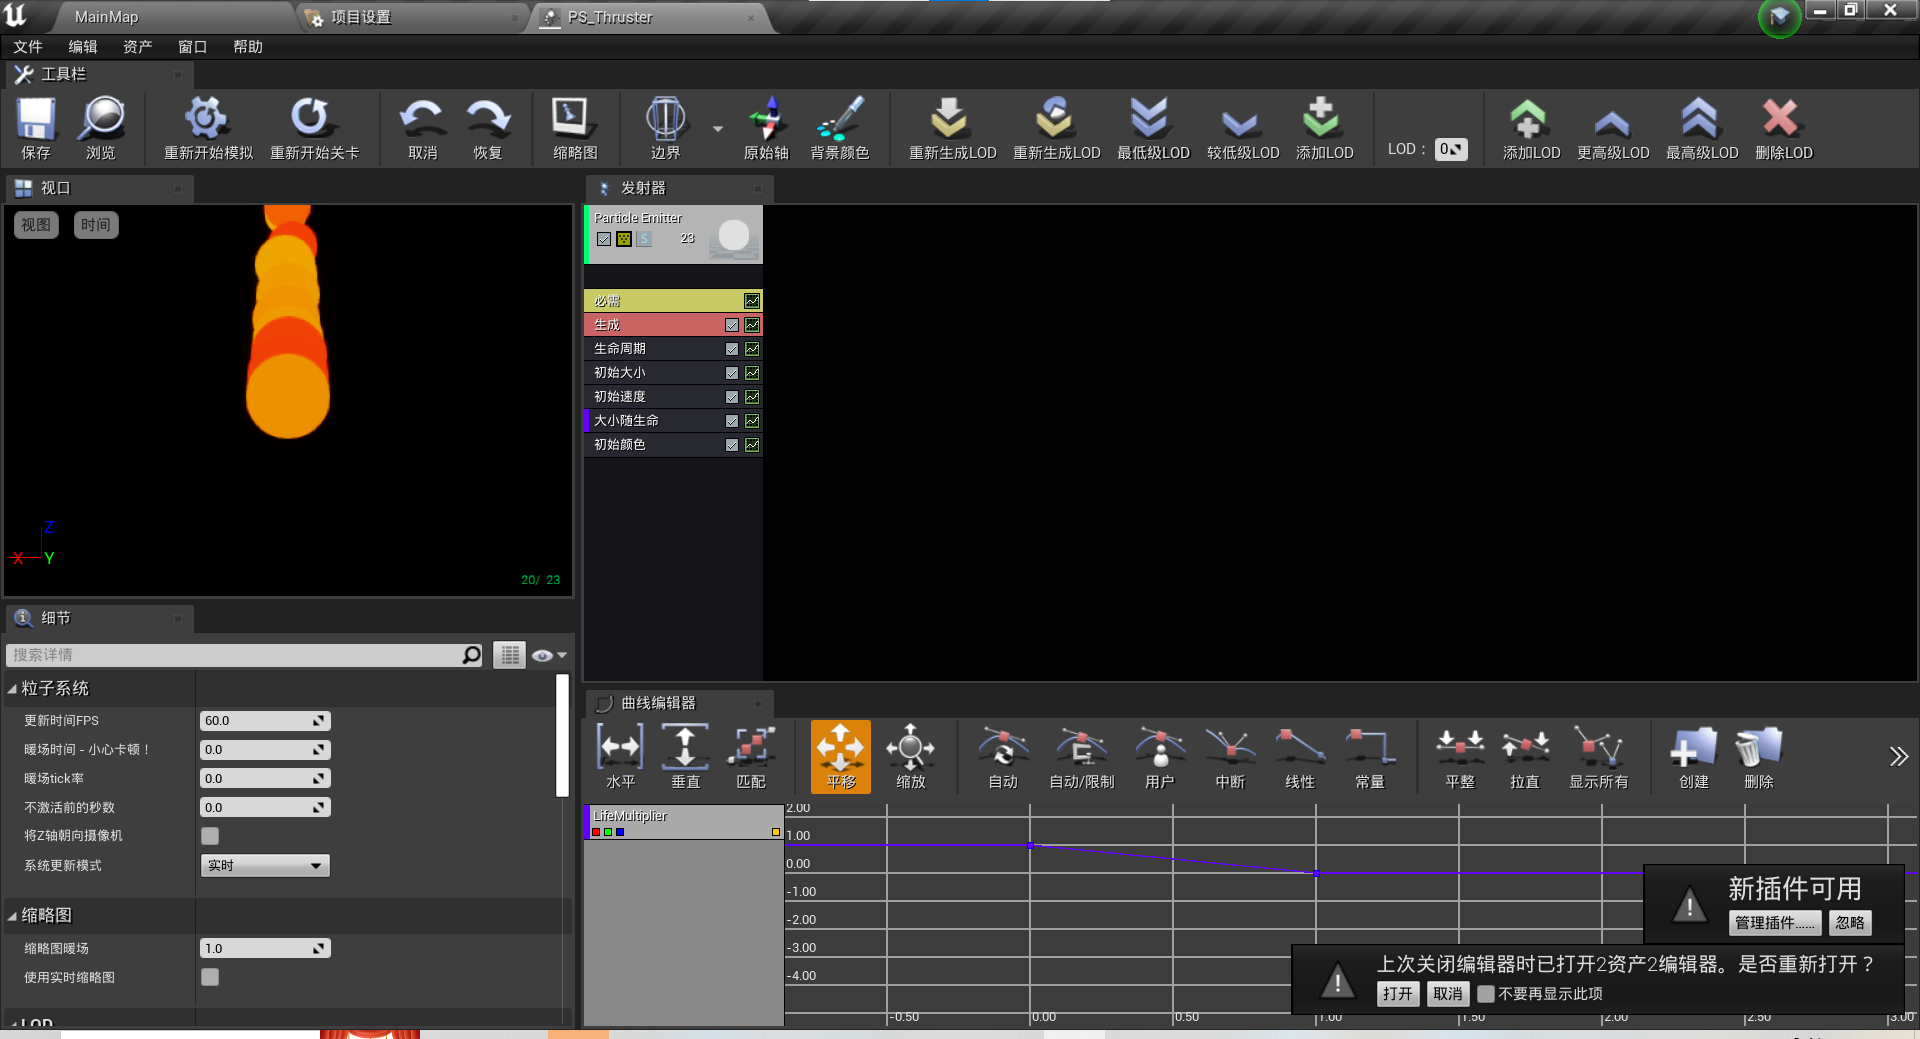 MainMap
项目设置
PS_Thruster
文件 编辑 资产 窗口 帮助
工具栏
保存 浏览 重新开始模拟 重新开始关卡 取消 恢复 缩略图 边界 原始轴 背景颜色 重新生成LOD 重新生成LOD 最低级LOD 较低级LOD 添加LOD LOD： 0 添加LOD 更高级LOD 最高级LOD 删除LOD
视口
视图 时间
Z
X Y
20/ 23
发射器
Particle Emitter
S 23
必需
生成
生命周期
初始大小
初始速度
大小随生命
初始颜色
细节
搜索详情
粒子系统
更新时间FPS 60.0
暖场时间 - 小心卡顿！ 0.0
暖场tick率 0.0
不激活前的秒数 0.0
将Z轴朝向摄像机
系统更新模式 实时
缩略图
缩略图暖场 1.0
使用实时缩略图
LOD
曲线编辑器
水平 垂直 匹配 平移 缩放 自动 自动/限制 用户 中断 线性 常量 平整 拉直 显示所有 创建 删除
LifeMultiplier
2.00
1.00
0.00
-1.00
-2.00
-3.00
-4.00
-0.50 0.00 0.50 1.00 1.50 2.00 2.50 3.00
新插件可用
管理插件...... 忽略
上次关闭编辑器时已打开2资产2编辑器。是否重新打开？
打开 取消 不要再显示此项